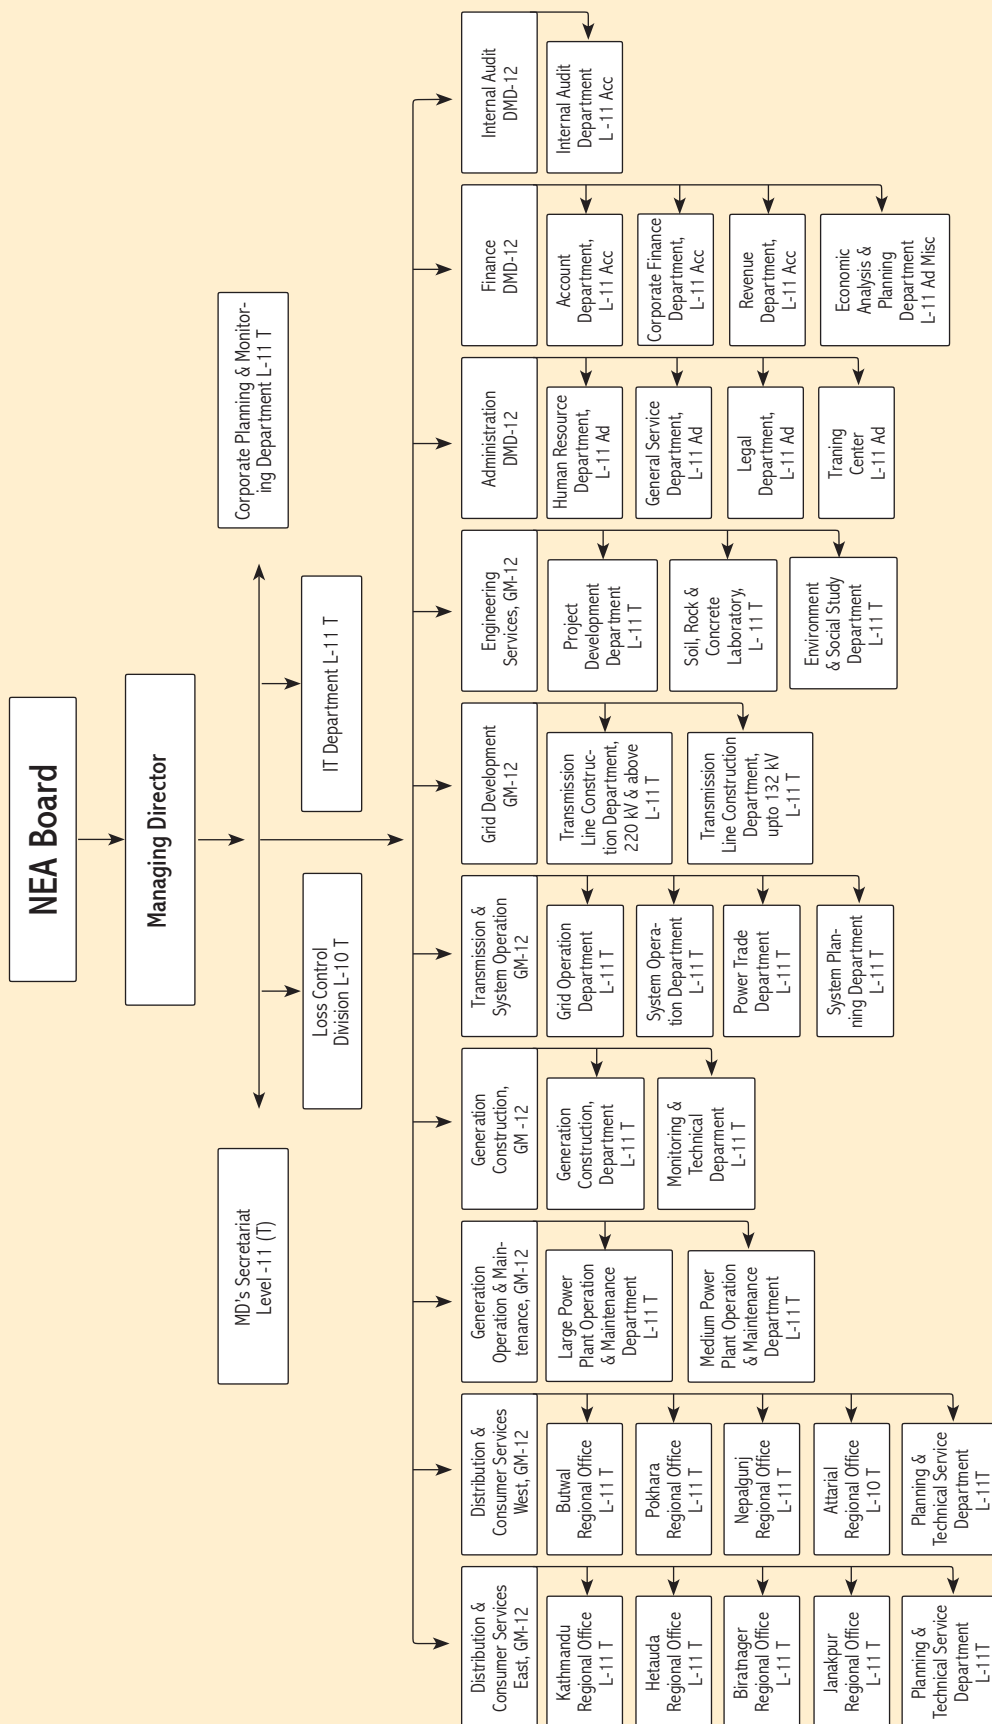 NEA Board
Managing Director
MD's Secretariat
Level -11 (T)
Corporate Planning & Monitor-
ing Department L-11 T
Loss Control
Division L-10 T
IT Department L-11 T
Distribution &
Consumer Services
East, GM-12
Kathmandu
Regional Office
L-11 T
Hetauda
Regional Office
L-11 T
Biratnager
Regional Office
L-11 T
Janakpur
Regional Office
L-11 T
Planning &
Technical Service
Department
L-11T
Distribution &
Consumer Services
West, GM-12
Butwal
Regional Office
L-11 T
Pokhara
Regional Office
L-11 T
Nepalgunj
Regional Office
L-11 T
Attarial
Regional Office
L-10 T
Planning &
Technical Service
Department
L-11T
Generation
Operation & Main-
tenance, GM-12
Large Power
Plant Operation
& Maintenance
Department
L-11 T
Medium Power
Plant Operation
& Maintenance
Department
L-11 T
Generation
Construction,
GM -12
Generation
Construction,
Department
L-11 T
Monitoring &
Technical
Deparment
L-11 T
Transmission &
System Operation
GM-12
Grid Operation
Department
L-11 T
System Opera-
tion Department
L-11 T
Power Trade
Department
L-11 T
System Plan-
ning Department
L-11 T
Grid Development
GM-12
Transmission
Line Construc-
tion Department,
220 kV & above
L-11 T
Transmission
Line Construction
Department,
upto 132 kV
L-11 T
Engineering
Services, GM-12
Project
Development
Department
L-11 T
Soil, Rock &
Concrete
Laboratory,
L- 11 T
Environment
& Social Study
Department
L-11 T
Administration
DMD-12
Human Resource
Department,
L-11 Ad
General Service
Department,
L-11 Ad
Legal
Department,
L-11 Ad
Traning
Center
L-11 Ad
Finance
DMD-12
Account
Department,
L-11 Acc
Corporate Finance
Department,
L-11 Acc
Revenue
Department,
L-11 Acc
Economic
Analysis &
Planning
Department
L-11 Ad Misc
Internal Audit
DMD-12
Internal Audit
Department
L -11 Acc